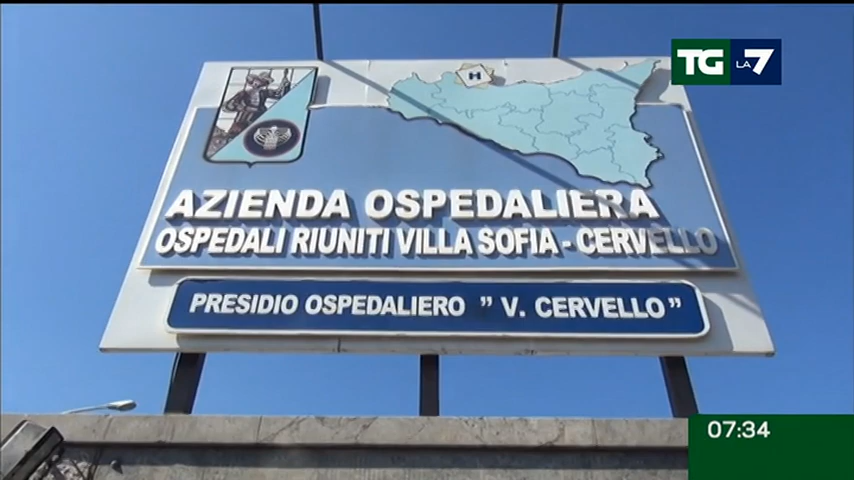 TG LA7
H
AZIENDA OSPEDALIERA
OSPEDALI RIUNITI VILLA SOFIA - CERVELLO
PRESIDIO OSPEDALIERO " V. CERVELLO"
07:34